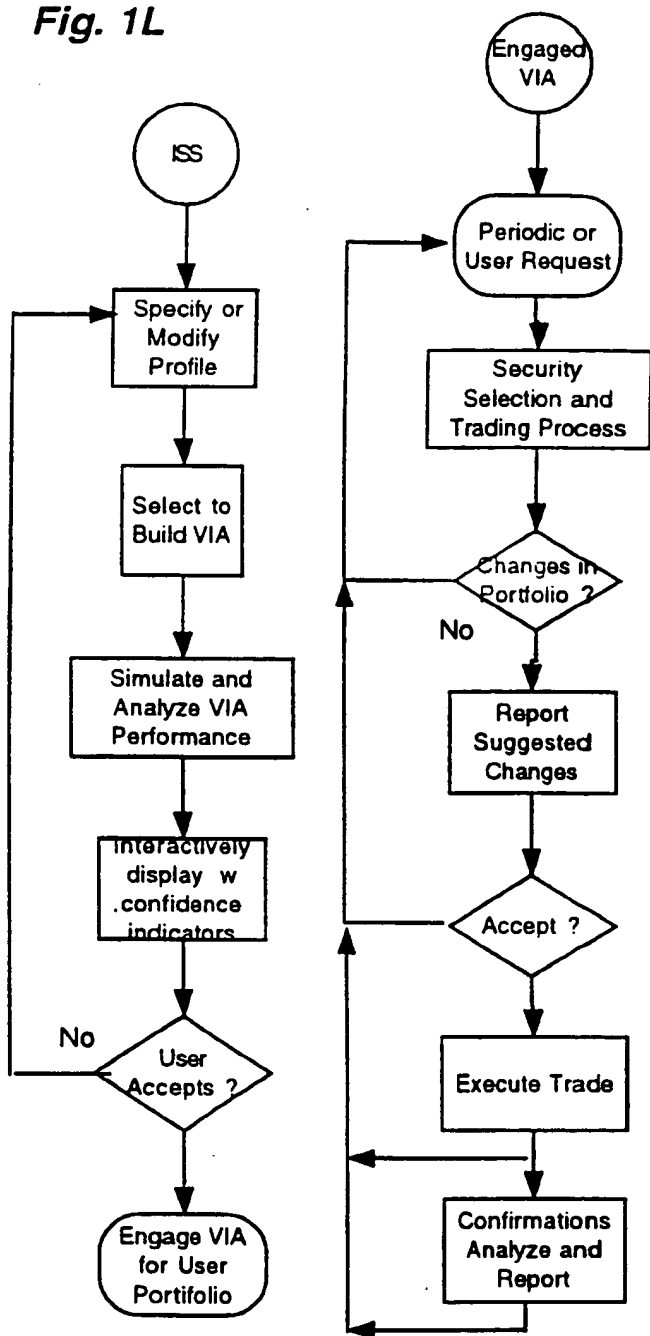 Fig. 1L
ISS
Specify or
Modify
Profile
Select to
Build VIA
Simulate and
Analyze VIA
Performance
Interactively
display w
.confidence
indicators
No
User
Accepts ?
Engage VIA
for User
Portifolio
Engaged
VIA
Periodic or
User Request
Security
Selection and
Trading Process
Changes in
Portfolio ?
No
Report
Suggested
Changes
Accept ?
Execute Trade
Confirmations
Analyze and
Report